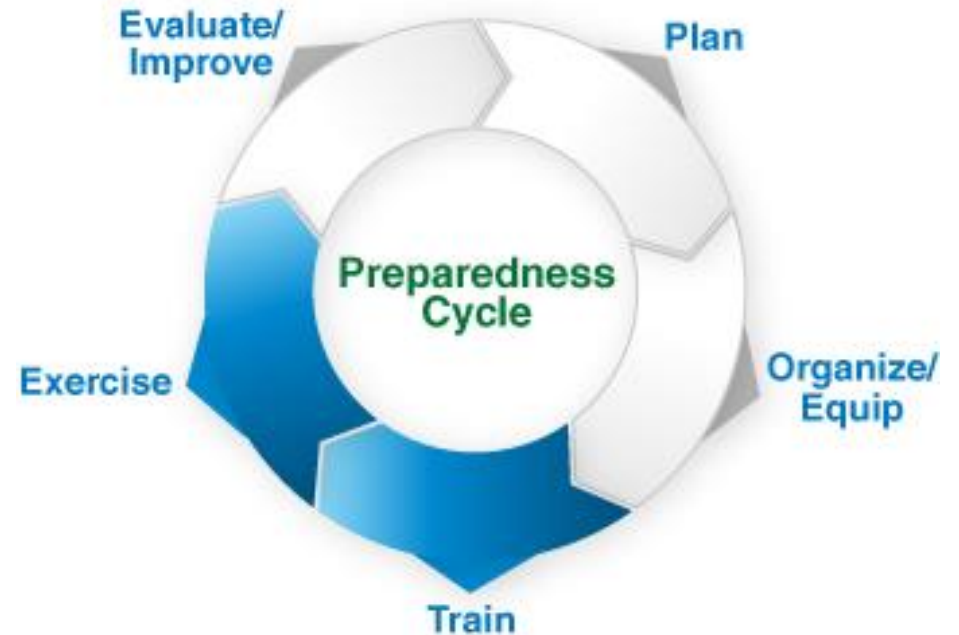 Evaluate/
Improve
Plan
Preparedness
Cycle
Exercise
Organize/
Equip
Train